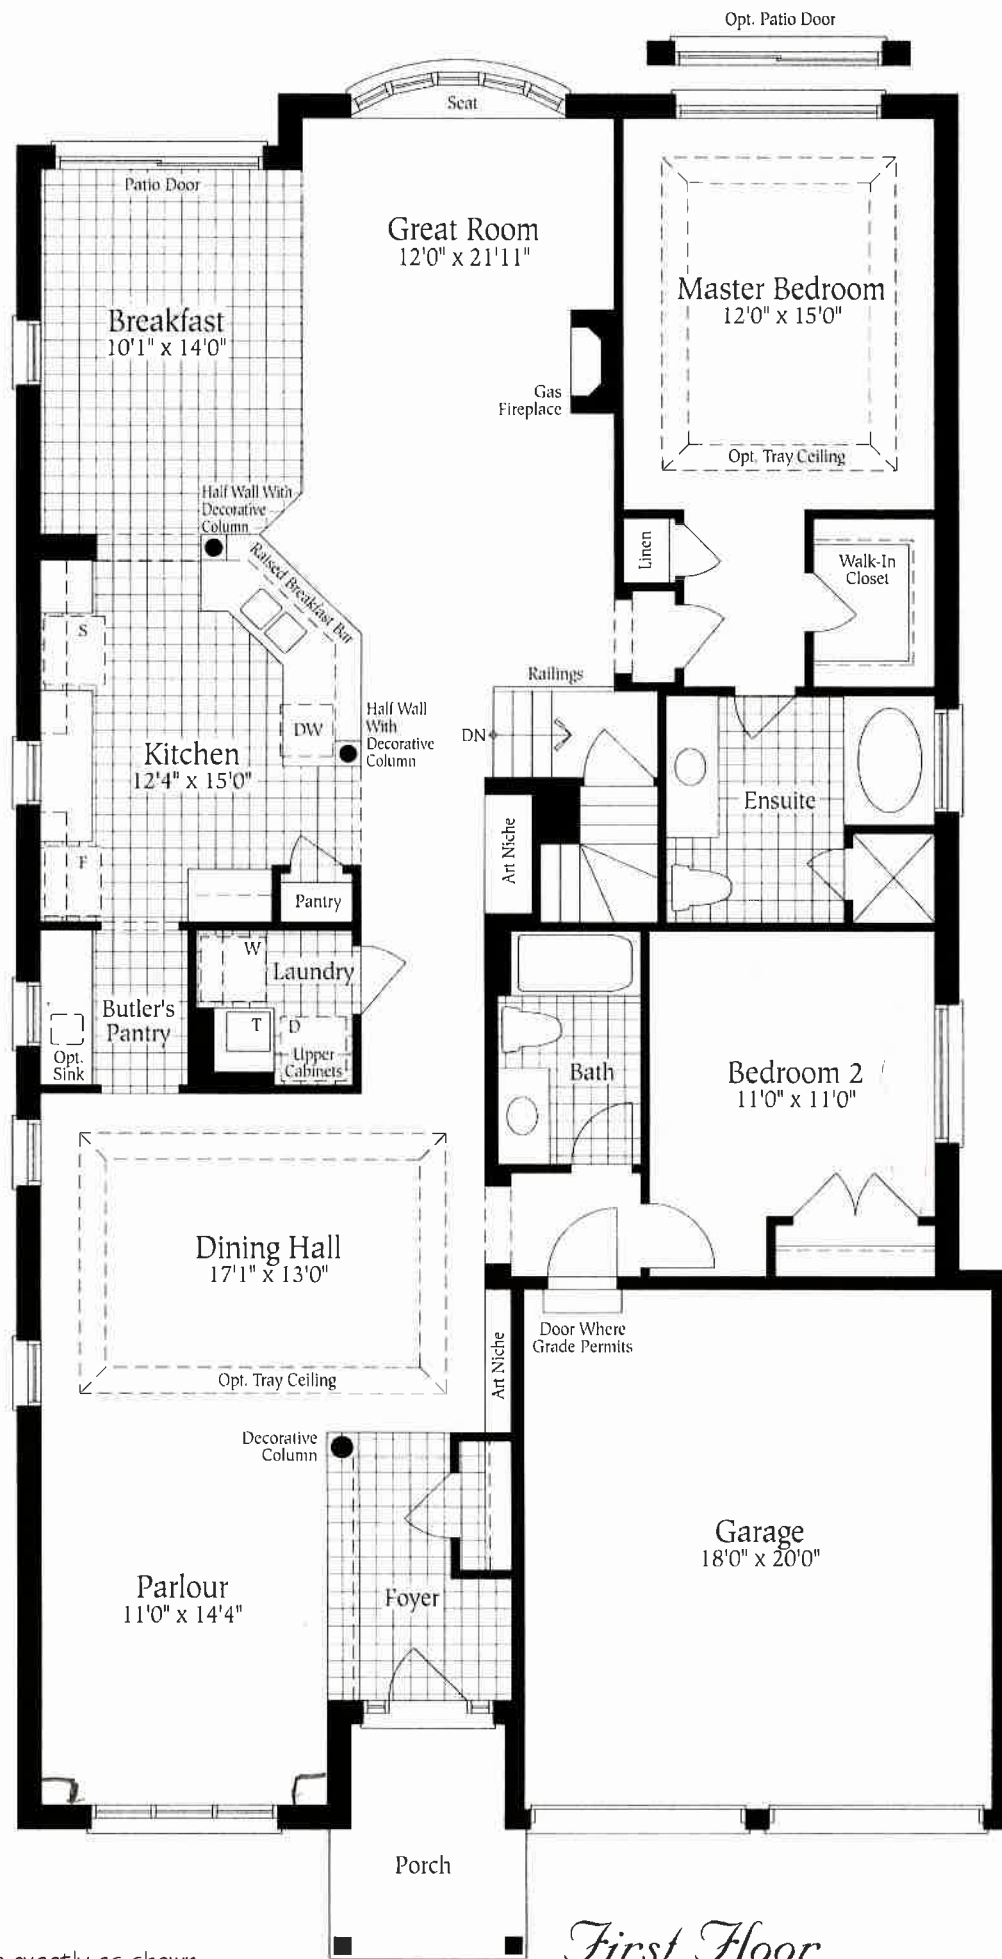 Opt. Patio Door
Seat
Patio Door
Great Room
12'0" x 21'11"
Master Bedroom
12'0" x 15'0"
Breakfast
10'1" x 14'0"
Gas
Fireplace
Opt. Tray Ceiling
Half Wall With
Decorative
Column
Linen
Walk-In
Closet
Raised Breakfast Bar
S
Railings
Half Wall
With
Decorative
Column
DW
DN
Kitchen
12'4" x 15'0"
Ensuite
Art Niche
F
Pantry
W
Laundry
Butler's
Pantry
T
D
Upper
Cabinets
Opt.
Sink
Bath
Bedroom 2
11'0" x 11'0"
Dining Hall
17'1" x 13'0"
Door Where
Grade Permits
Art Niche
Opt. Tray Ceiling
Decorative
Column
Garage
18'0" x 20'0"
Parlour
11'0" x 14'4"
Foyer
Porch
First Floor
exactly as shown